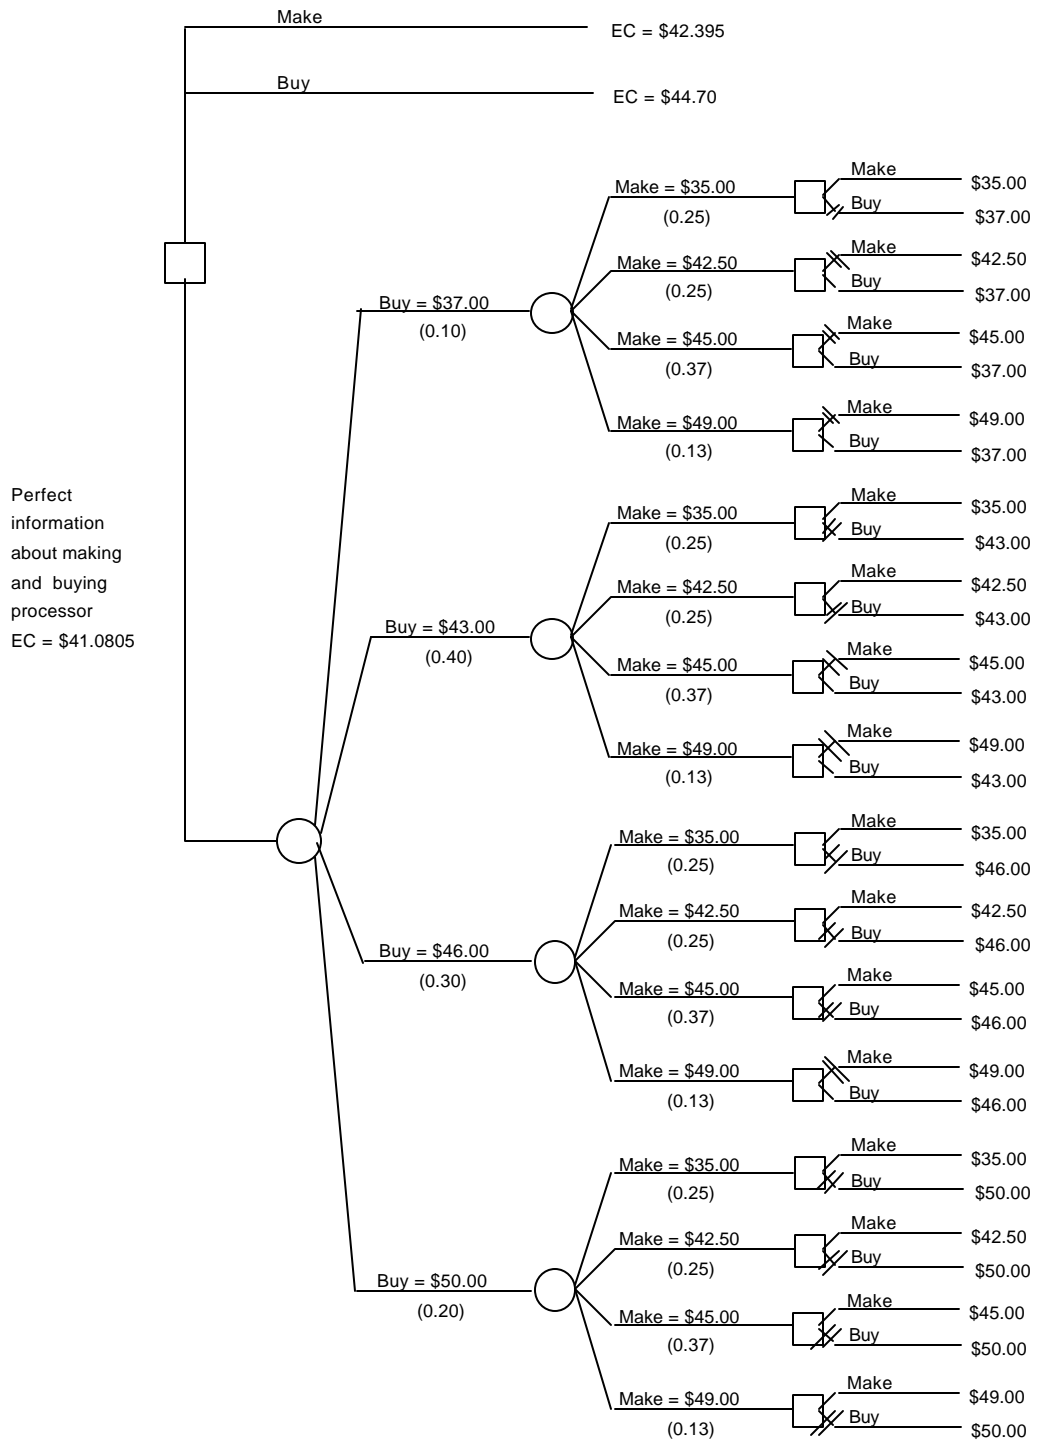 Make
EC = $42.395
Buy
EC = $44.70
Perfect
information
about making
and buying
processor
EC = $41.0805
Buy = $37.00
(0.10)
Make = $35.00
(0.25)
Make
$35.00
Buy
$37.00
Make = $42.50
(0.25)
Make
$42.50
Buy
$37.00
Make = $45.00
(0.37)
Make
$45.00
Buy
$37.00
Make = $49.00
(0.13)
Make
$49.00
Buy
$37.00
Buy = $43.00
(0.40)
Make = $35.00
(0.25)
Make
$35.00
Buy
$43.00
Make = $42.50
(0.25)
Make
$42.50
Buy
$43.00
Make = $45.00
(0.37)
Make
$45.00
Buy
$43.00
Make = $49.00
(0.13)
Make
$49.00
Buy
$43.00
Buy = $46.00
(0.30)
Make = $35.00
(0.25)
Make
$35.00
Buy
$46.00
Make = $42.50
(0.25)
Make
$42.50
Buy
$46.00
Make = $45.00
(0.37)
Make
$45.00
Buy
$46.00
Make = $49.00
(0.13)
Make
$49.00
Buy
$46.00
Buy = $50.00
(0.20)
Make = $35.00
(0.25)
Make
$35.00
Buy
$50.00
Make = $42.50
(0.25)
Make
$42.50
Buy
$50.00
Make = $45.00
(0.37)
Make
$45.00
Buy
$50.00
Make = $49.00
(0.13)
Make
$49.00
Buy
$50.00